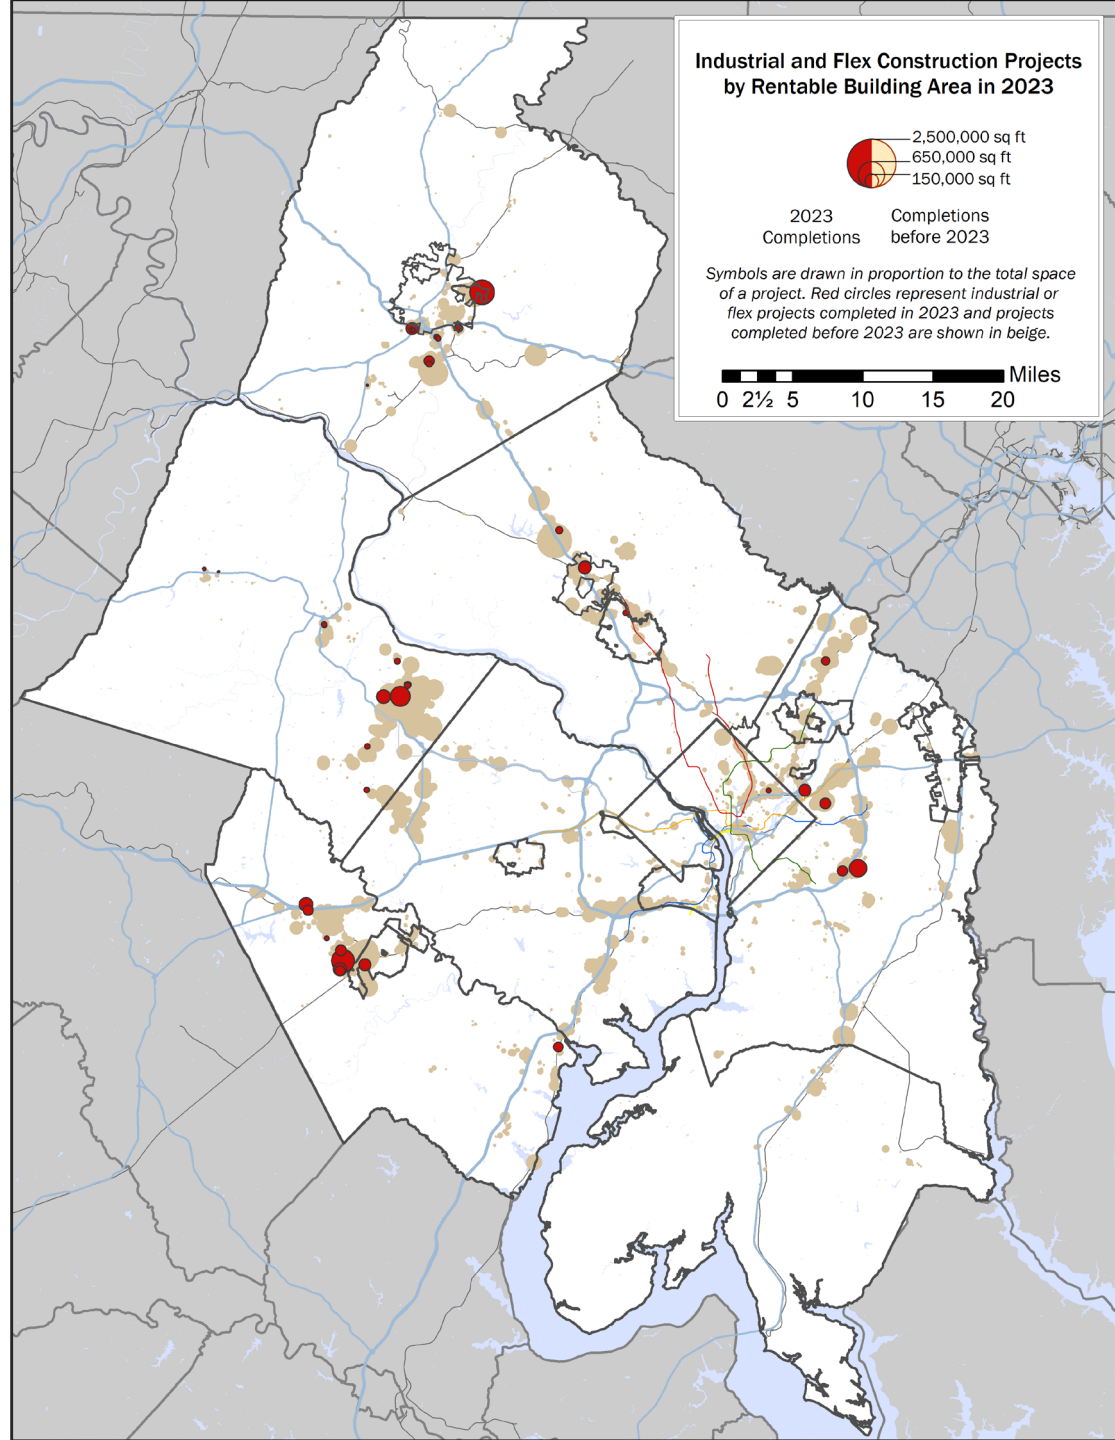 Industrial and Flex Construction Projects
by Rentable Building Area in 2023
2,500,000 sq ft
650,000 sq ft
150,000 sq ft
2023
Completions
Completions
before 2023
Symbols are drawn in proportion to the total space
of a project. Red circles represent industrial or
flex projects completed in 2023 and projects
completed before 2023 are shown in beige.
Miles
0 2½ 5 10 15 20